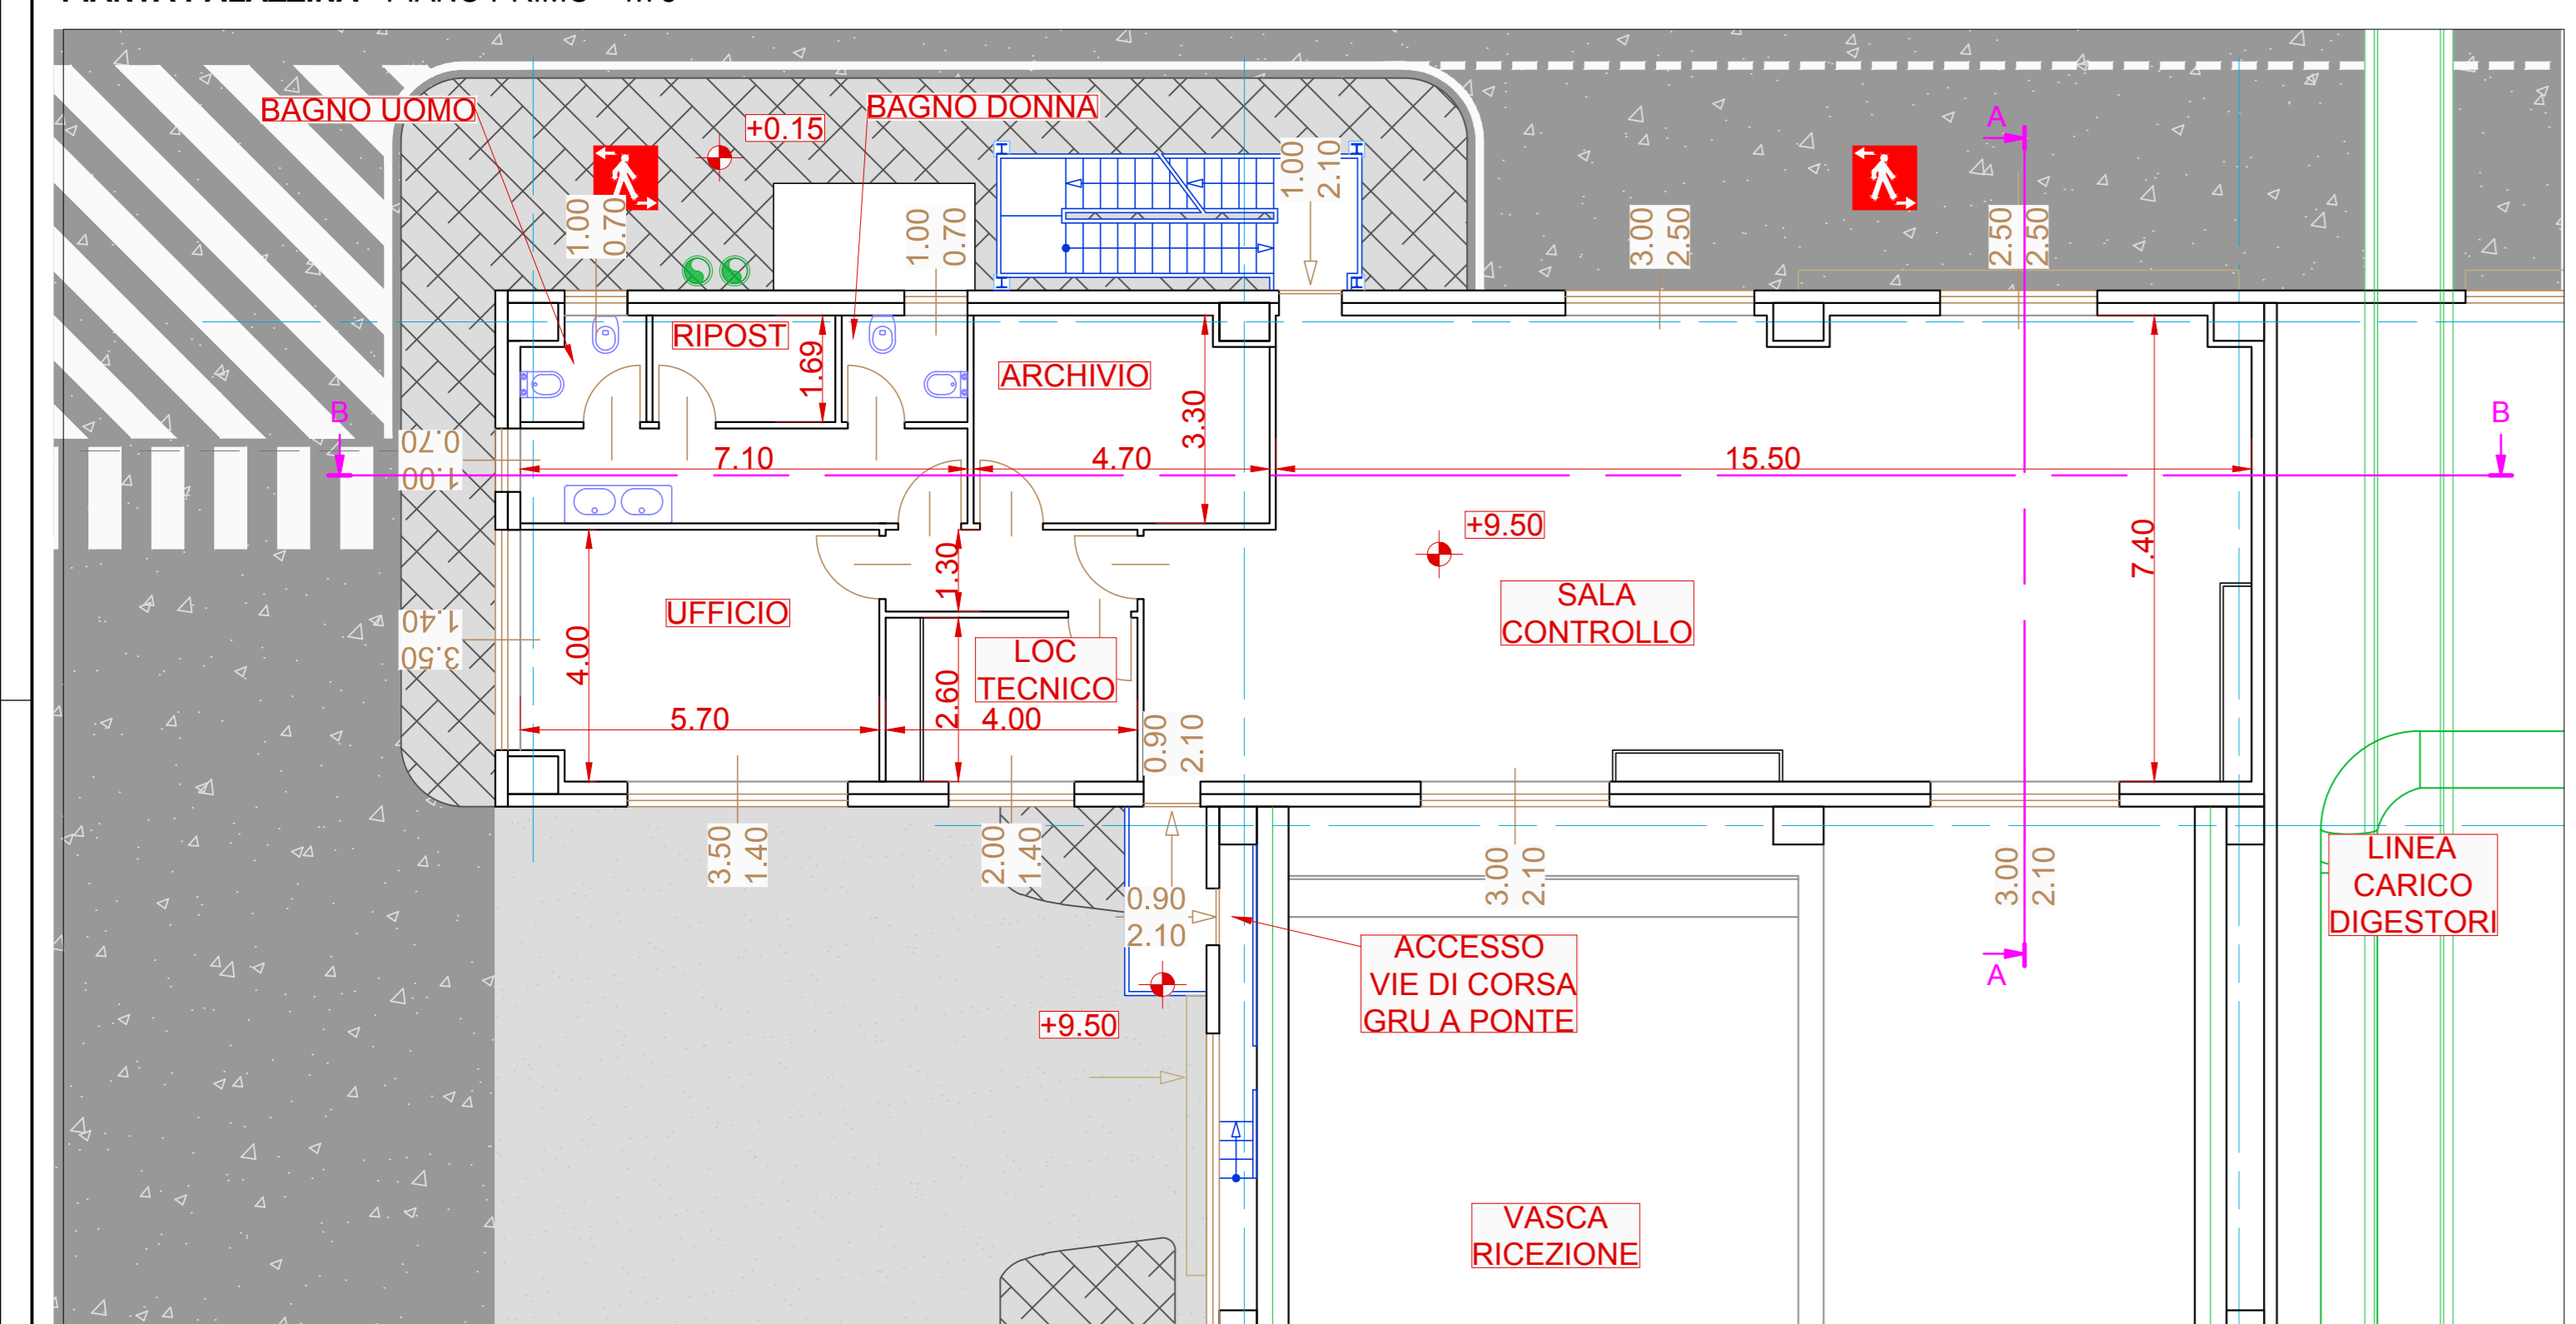 BAGNO UOMO
+0.15
BAGNO DONNA
A
1.00
2.10
1.00
0.70
1.00
0.70
3.00
2.50
2.50
2.50
RIPOST
1.69
ARCHIVIO
3.30
B
B
0.70
1.00
7.10
4.70
15.50
+9.50
7.40
1.30
UFFICIO
SALA
CONTROLLO
1.40
3.50
4.00
LOC
TECNICO
2.60
5.70
4.00
0.90
2.10
3.50
1.40
2.00
1.40
3.00
2.10
3.00
2.10
LINEA
CARICO
DIGESTORI
0.90
2.10
ACCESSO
VIE DI CORSA
GRU A PONTE
A
+9.50
VASCA
RICEZIONE